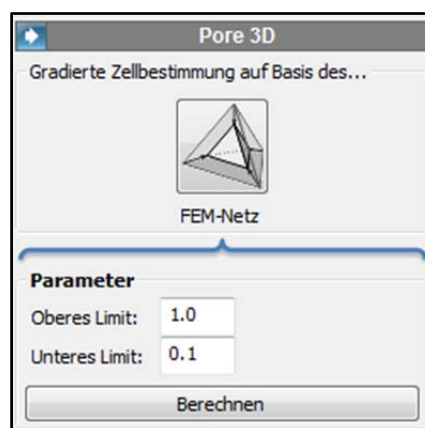 Pore 3D
Gradierte Zellbestimmung auf Basis des...
FEM-Netz
Parameter
Oberes Limit: 1.0
Unteres Limit: 0.1
Berechnen